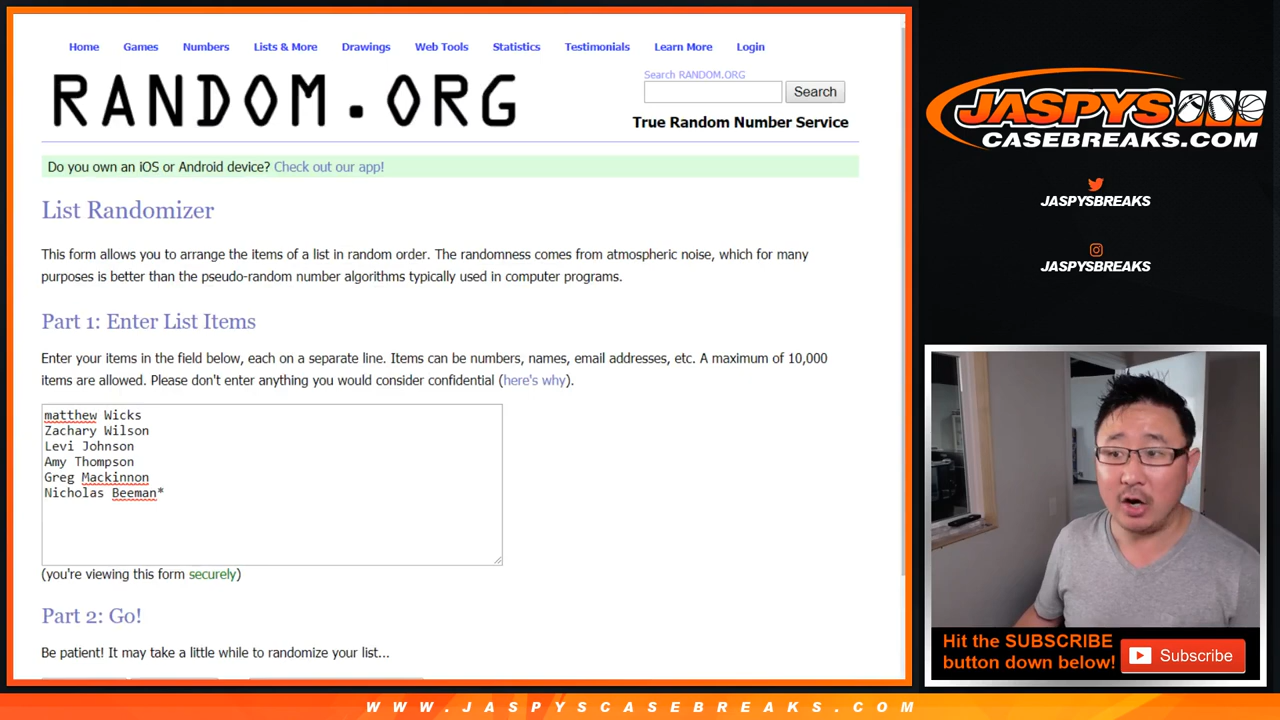 Home Games Numbers Lists & More Drawings Web Tools Statistics Testimonials Learn More Login
RANDOM.ORG
Search RANDOM.ORG
Search
True Random Number Service
Do you own an iOS or Android device? Check out our app!
List Randomizer
This form allows you to arrange the items of a list in random order. The randomness comes from atmospheric noise, which for many
purposes is better than the pseudo-random number algorithms typically used in computer programs.
Part 1: Enter List Items
Enter your items in the field below, each on a separate line. Items can be numbers, names, email addresses, etc. A maximum of 10,000
items are allowed. Please don't enter anything you would consider confidential (here's why).
matthew Wicks
Zachary Wilson
Levi Johnson
Amy Thompson
Greg Mackinnon
Nicholas Beeman*
(you're viewing this form securely)
Part 2: Go!
Be patient! It may take a little while to randomize your list...
JASPYS
CASEBREAKS.COM
JASPYSBREAKS
JASPYSBREAKS
Hit the SUBSCRIBE
button down below!
Subscribe
WWW.JASPYSCASEBREAKS.COM